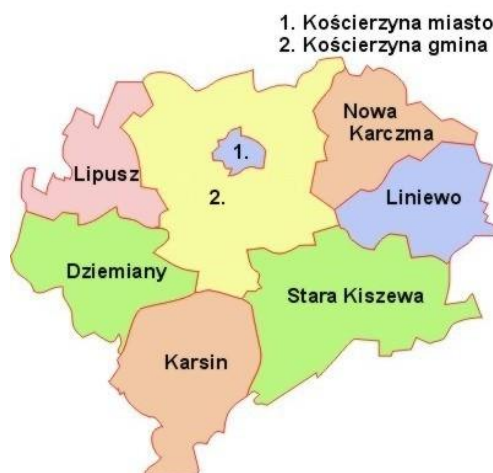 1. Kościerzyna miasto
2. Kościerzyna gmina
Nowa
Karczma
1.
Lipusz
2.
Liniewo
Dziemiany
Stara Kiszewa
Karsin